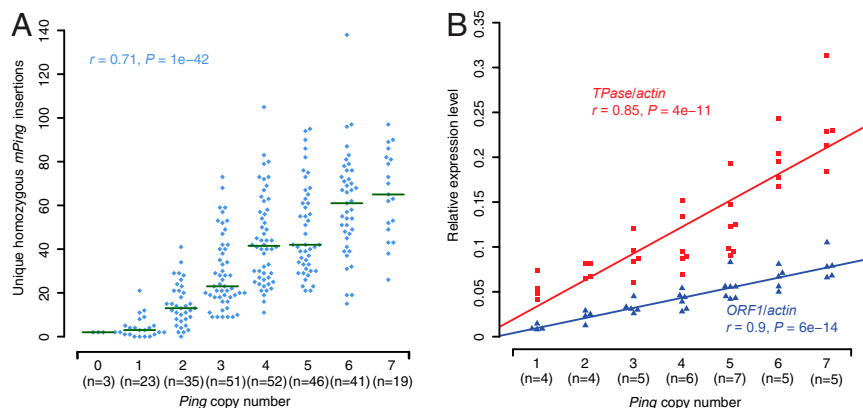 A
Unique homozygous mPing insertions
140
120
100
80
60
40
20
0
r = 0.71, P = 1e−42
0 1 2 3 4 5 6 7
(n=3) (n=23) (n=35) (n=51) (n=52) (n=46) (n=41) (n=19)
Ping copy number
B
Relative expression level
0.35
0.3
0.25
0.2
0.15
0.1
0.05
0
TPase/actin
r = 0.85, P = 4e−11
ORF1/actin
r = 0.9, P = 6e−14
1 2 3 4 5 6 7
(n=4) (n=4) (n=5) (n=6) (n=7) (n=5) (n=5)
Ping copy number